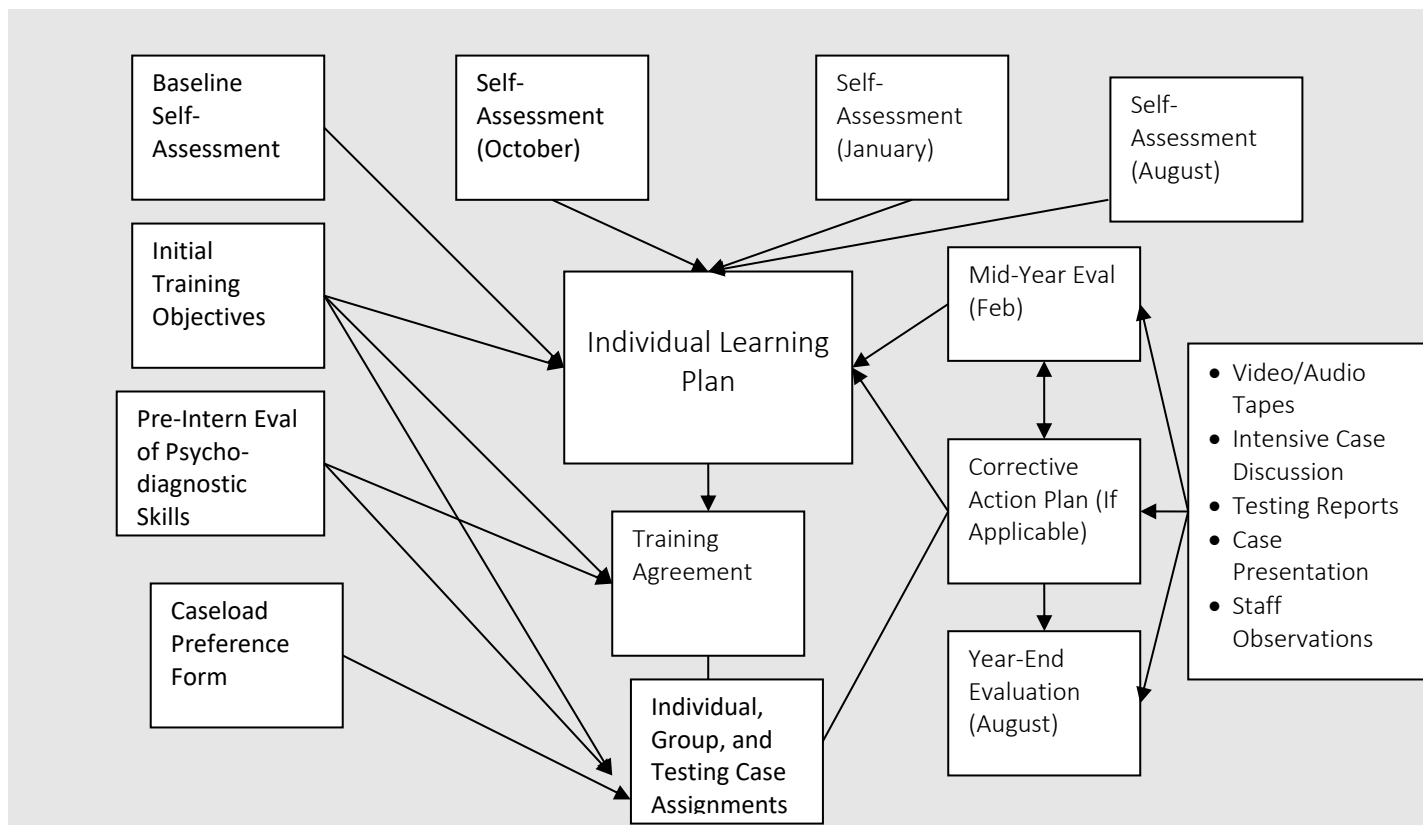 Baseline
Self-
Assessment
Self-
Assessment
(October)
Self-
Assessment
(January)
Self-
Assessment
(August)
Initial
Training
Objectives
Individual Learning
Plan
Mid-Year Eval
(Feb)
Pre-Intern Eval
of Psycho-
diagnostic
Skills
Training
Agreement
Corrective
Action Plan (If
Applicable)
• Video/Audio
Tapes
• Intensive Case
Discussion
• Testing Reports
• Case
Presentation
• Staff
Observations
Caseload
Preference
Form
Individual,
Group, and
Testing Case
Assignments
Year-End
Evaluation
(August)